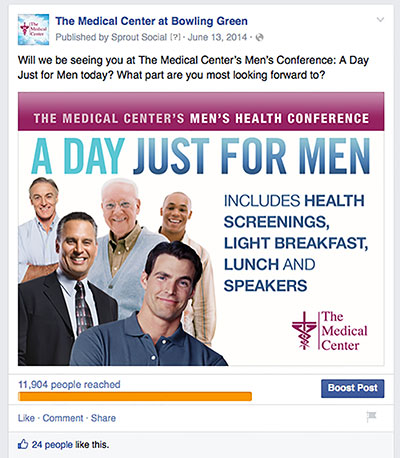 The Medical Center at Bowling Green
Published by Sprout Social [?] · June 13, 2014 ·
Will we be seeing you at The Medical Center's Men's Conference: A Day
Just for Men today? What part are you most looking forward to?
THE MEDICAL CENTER'S MEN'S HEALTH CONFERENCE
A DAY JUST FOR MEN
INCLUDES HEALTH
SCREENINGS,
LIGHT BREAKFAST,
LUNCH AND
SPEAKERS
The
Medical
Center
11,904 people reached
Boost Post
Like · Comment · Share
24 people like this.